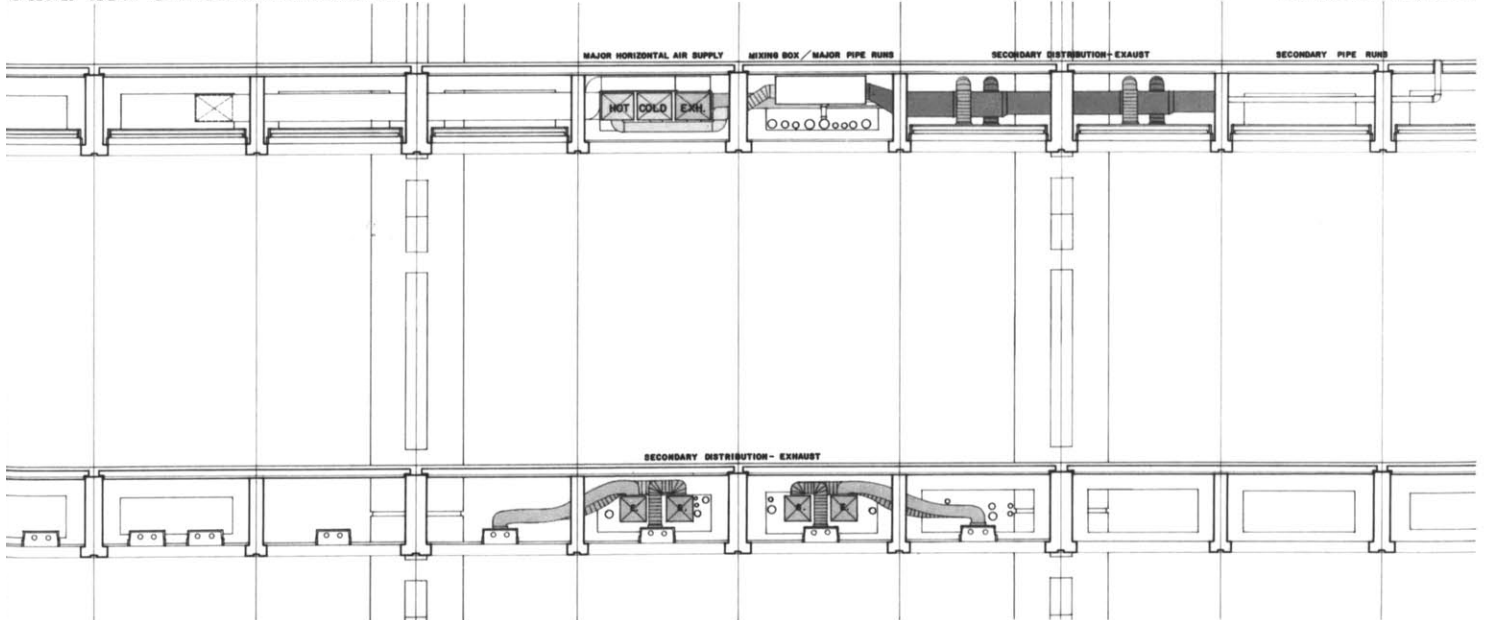 MAJOR HORIZONTAL AIR SUPPLY
MIXING BOX / MAJOR PIPE RUNS
SECONDARY DISTRIBUTION-EXAUST
SECONDARY PIPE RUNS
HOT COLD EXH.
SECONDARY DISTRIBUTION- EXHAUST